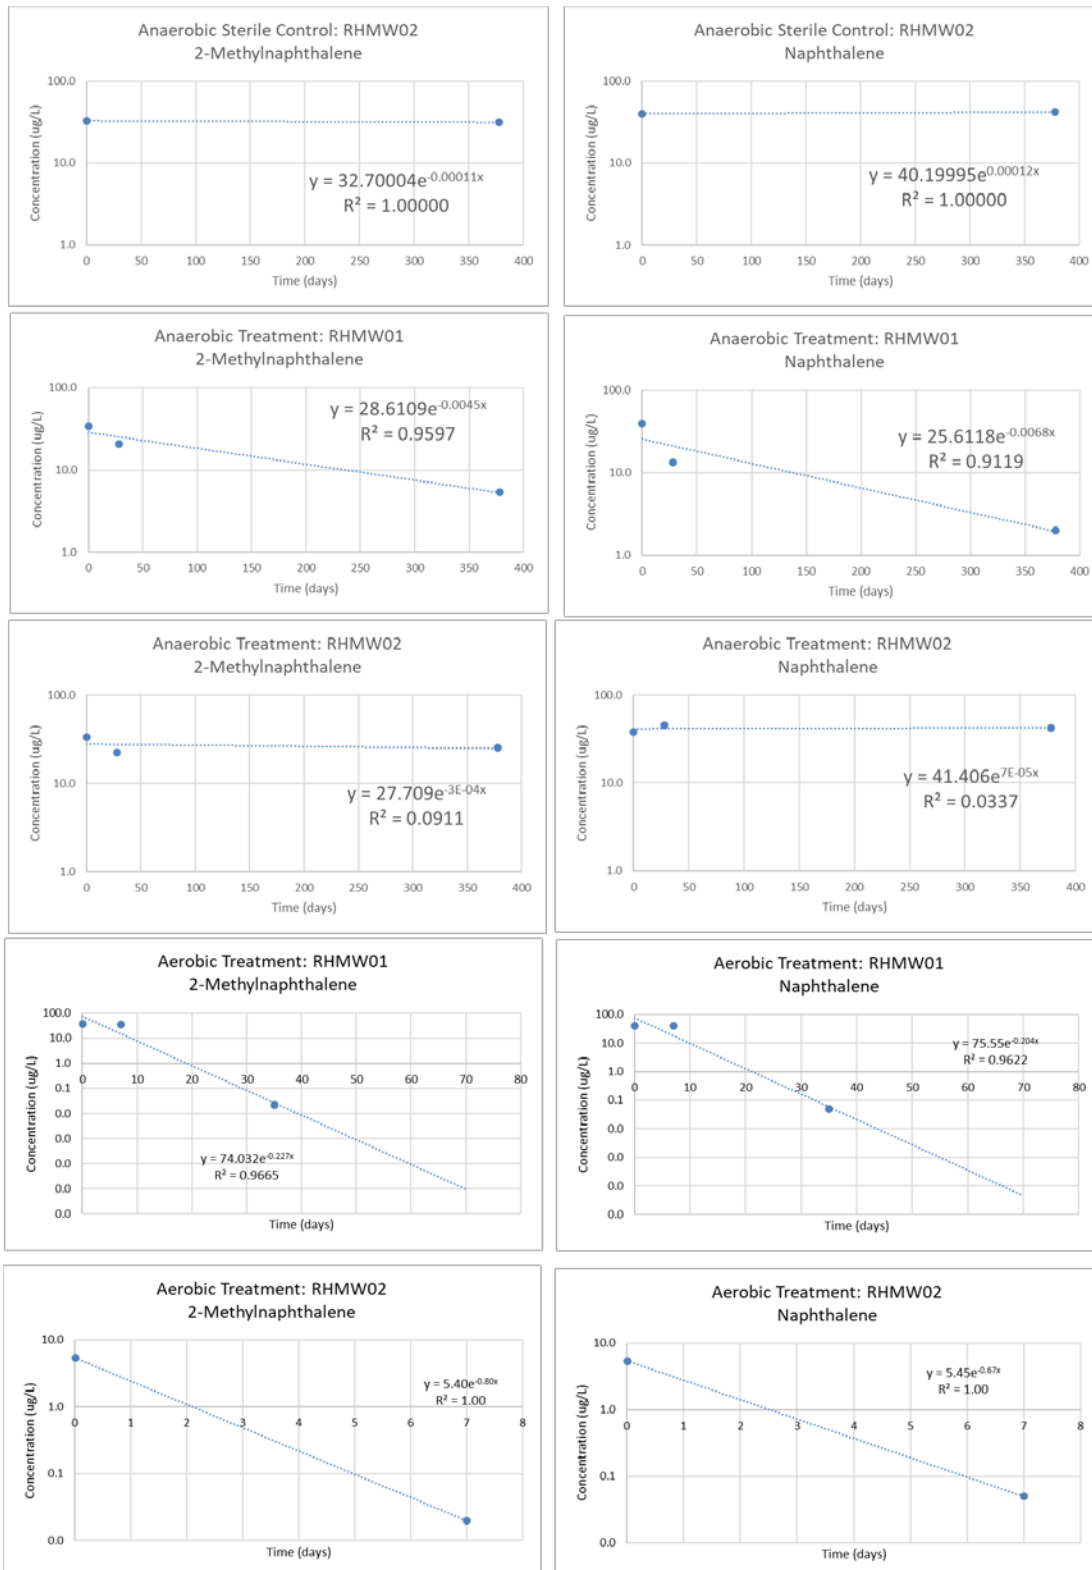 Anaerobic Sterile Control: RHMW02
2-Methylnaphthalene
Concentration (ug/L)
100.0
10.0
1.0
y = 32.70004e^-0.00011x
R² = 1.00000
0 50 100 150 200 250 300 350 400
Time (days)
Anaerobic Sterile Control: RHMW02
Naphthalene
Concentration (ug/L)
100.0
10.0
1.0
y = 40.19995e^0.00012x
R² = 1.00000
0 50 100 150 200 250 300 350 400
Time (days)
Anaerobic Treatment: RHMW01
2-Methylnaphthalene
Concentration (ug/L)
100.0
10.0
1.0
y = 28.6109e^-0.0045x
R² = 0.9597
0 50 100 150 200 250 300 350 400
Time (days)
Anaerobic Treatment: RHMW01
Naphthalene
Concentration (ug/L)
100.0
10.0
1.0
y = 25.6118e^-0.0068x
R² = 0.9119
0 50 100 150 200 250 300 350 400
Time (days)
Anaerobic Treatment: RHMW02
2-Methylnaphthalene
Concentration (ug/L)
100.0
10.0
1.0
y = 27.709e^-3E-04x
R² = 0.0911
0 50 100 150 200 250 300 350 400
Time (days)
Anaerobic Treatment: RHMW02
Naphthalene
Concentration (ug/L)
100.0
10.0
1.0
y = 41.406e^7E-05x
R² = 0.0337
0 50 100 150 200 250 300 350 400
Time (days)
Aerobic Treatment: RHMW01
2-Methylnaphthalene
Concentration (ug/L)
100.0
10.0
1.0
0 10 20 30 40 50 60 70 80
0.1
0.0
0.0
0.0
0.0
0.0
y = 74.032e^-0.227x
R² = 0.9665
Time (days)
Aerobic Treatment: RHMW01
Naphthalene
Concentration (ug/L)
100.0
10.0
1.0
y = 75.55e^-0.204x
R² = 0.9622
0 10 20 30 40 50 60 70 80
0.1
0.0
0.0
0.0
0.0
Time (days)
Aerobic Treatment: RHMW02
2-Methylnaphthalene
Concentration (ug/L)
10.0
1.0
0.1
0.0
y = 5.40e^-0.80x
R² = 1.00
0 1 2 3 4 5 6 7 8
Time (days)
Aerobic Treatment: RHMW02
Naphthalene
Concentration (ug/L)
10.0
1.0
0.1
0.0
y = 5.45e^-0.67x
R² = 1.00
0 1 2 3 4 5 6 7 8
Time (days)